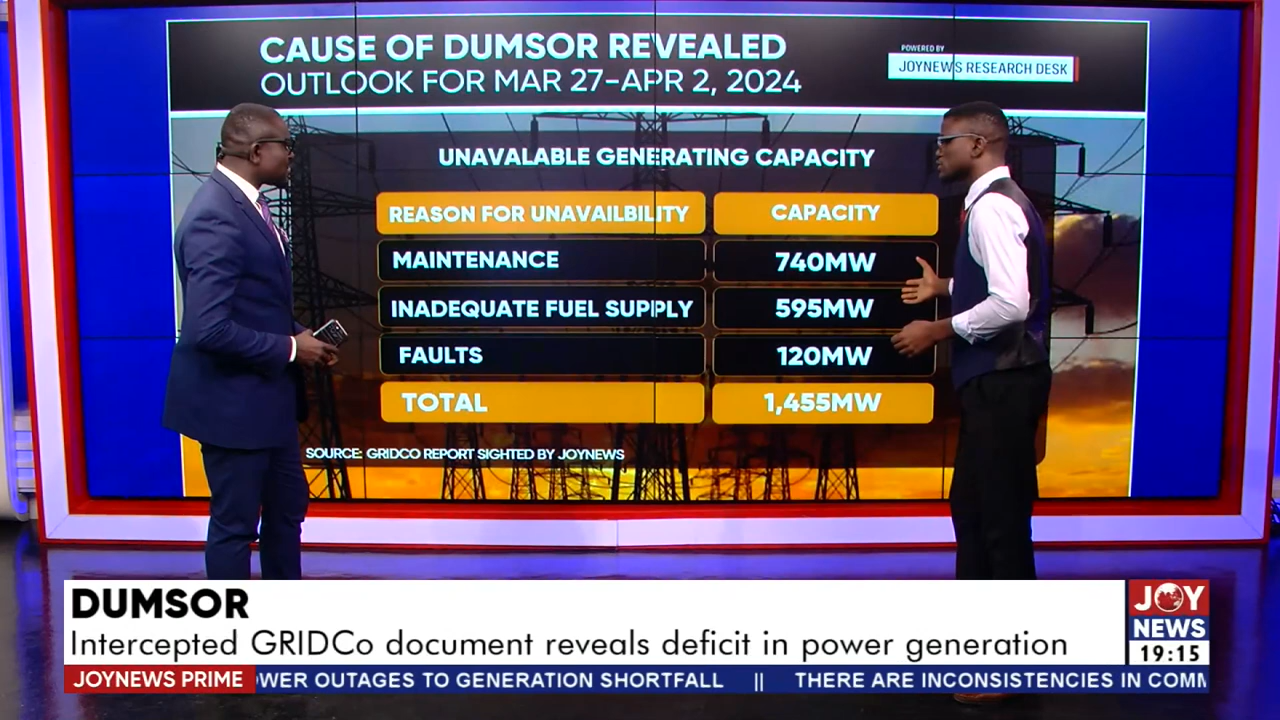 CAUSE OF DUMSOR REVEALED
OUTLOOK FOR MAR 27-APR 2, 2024
POWERED BY
JOYNEWS RESEARCH DESK
UNAVALABLE GENERATING CAPACITY
REASON FOR UNAVAILBILITY CAPACITY
MAINTENANCE 740MW
INADEQUATE FUEL SUPPLY 595MW
FAULTS 120MW
TOTAL 1,455MW
SOURCE: GRIDCO REPORT SIGHTED BY JOYNEWS
DUMSOR
Intercepted GRIDCo document reveals deficit in power generation
JOY
NEWS
19:15
JOYNEWS PRIME OWER OUTAGES TO GENERATION SHORTFALL || THERE ARE INCONSISTENCIES IN COMM